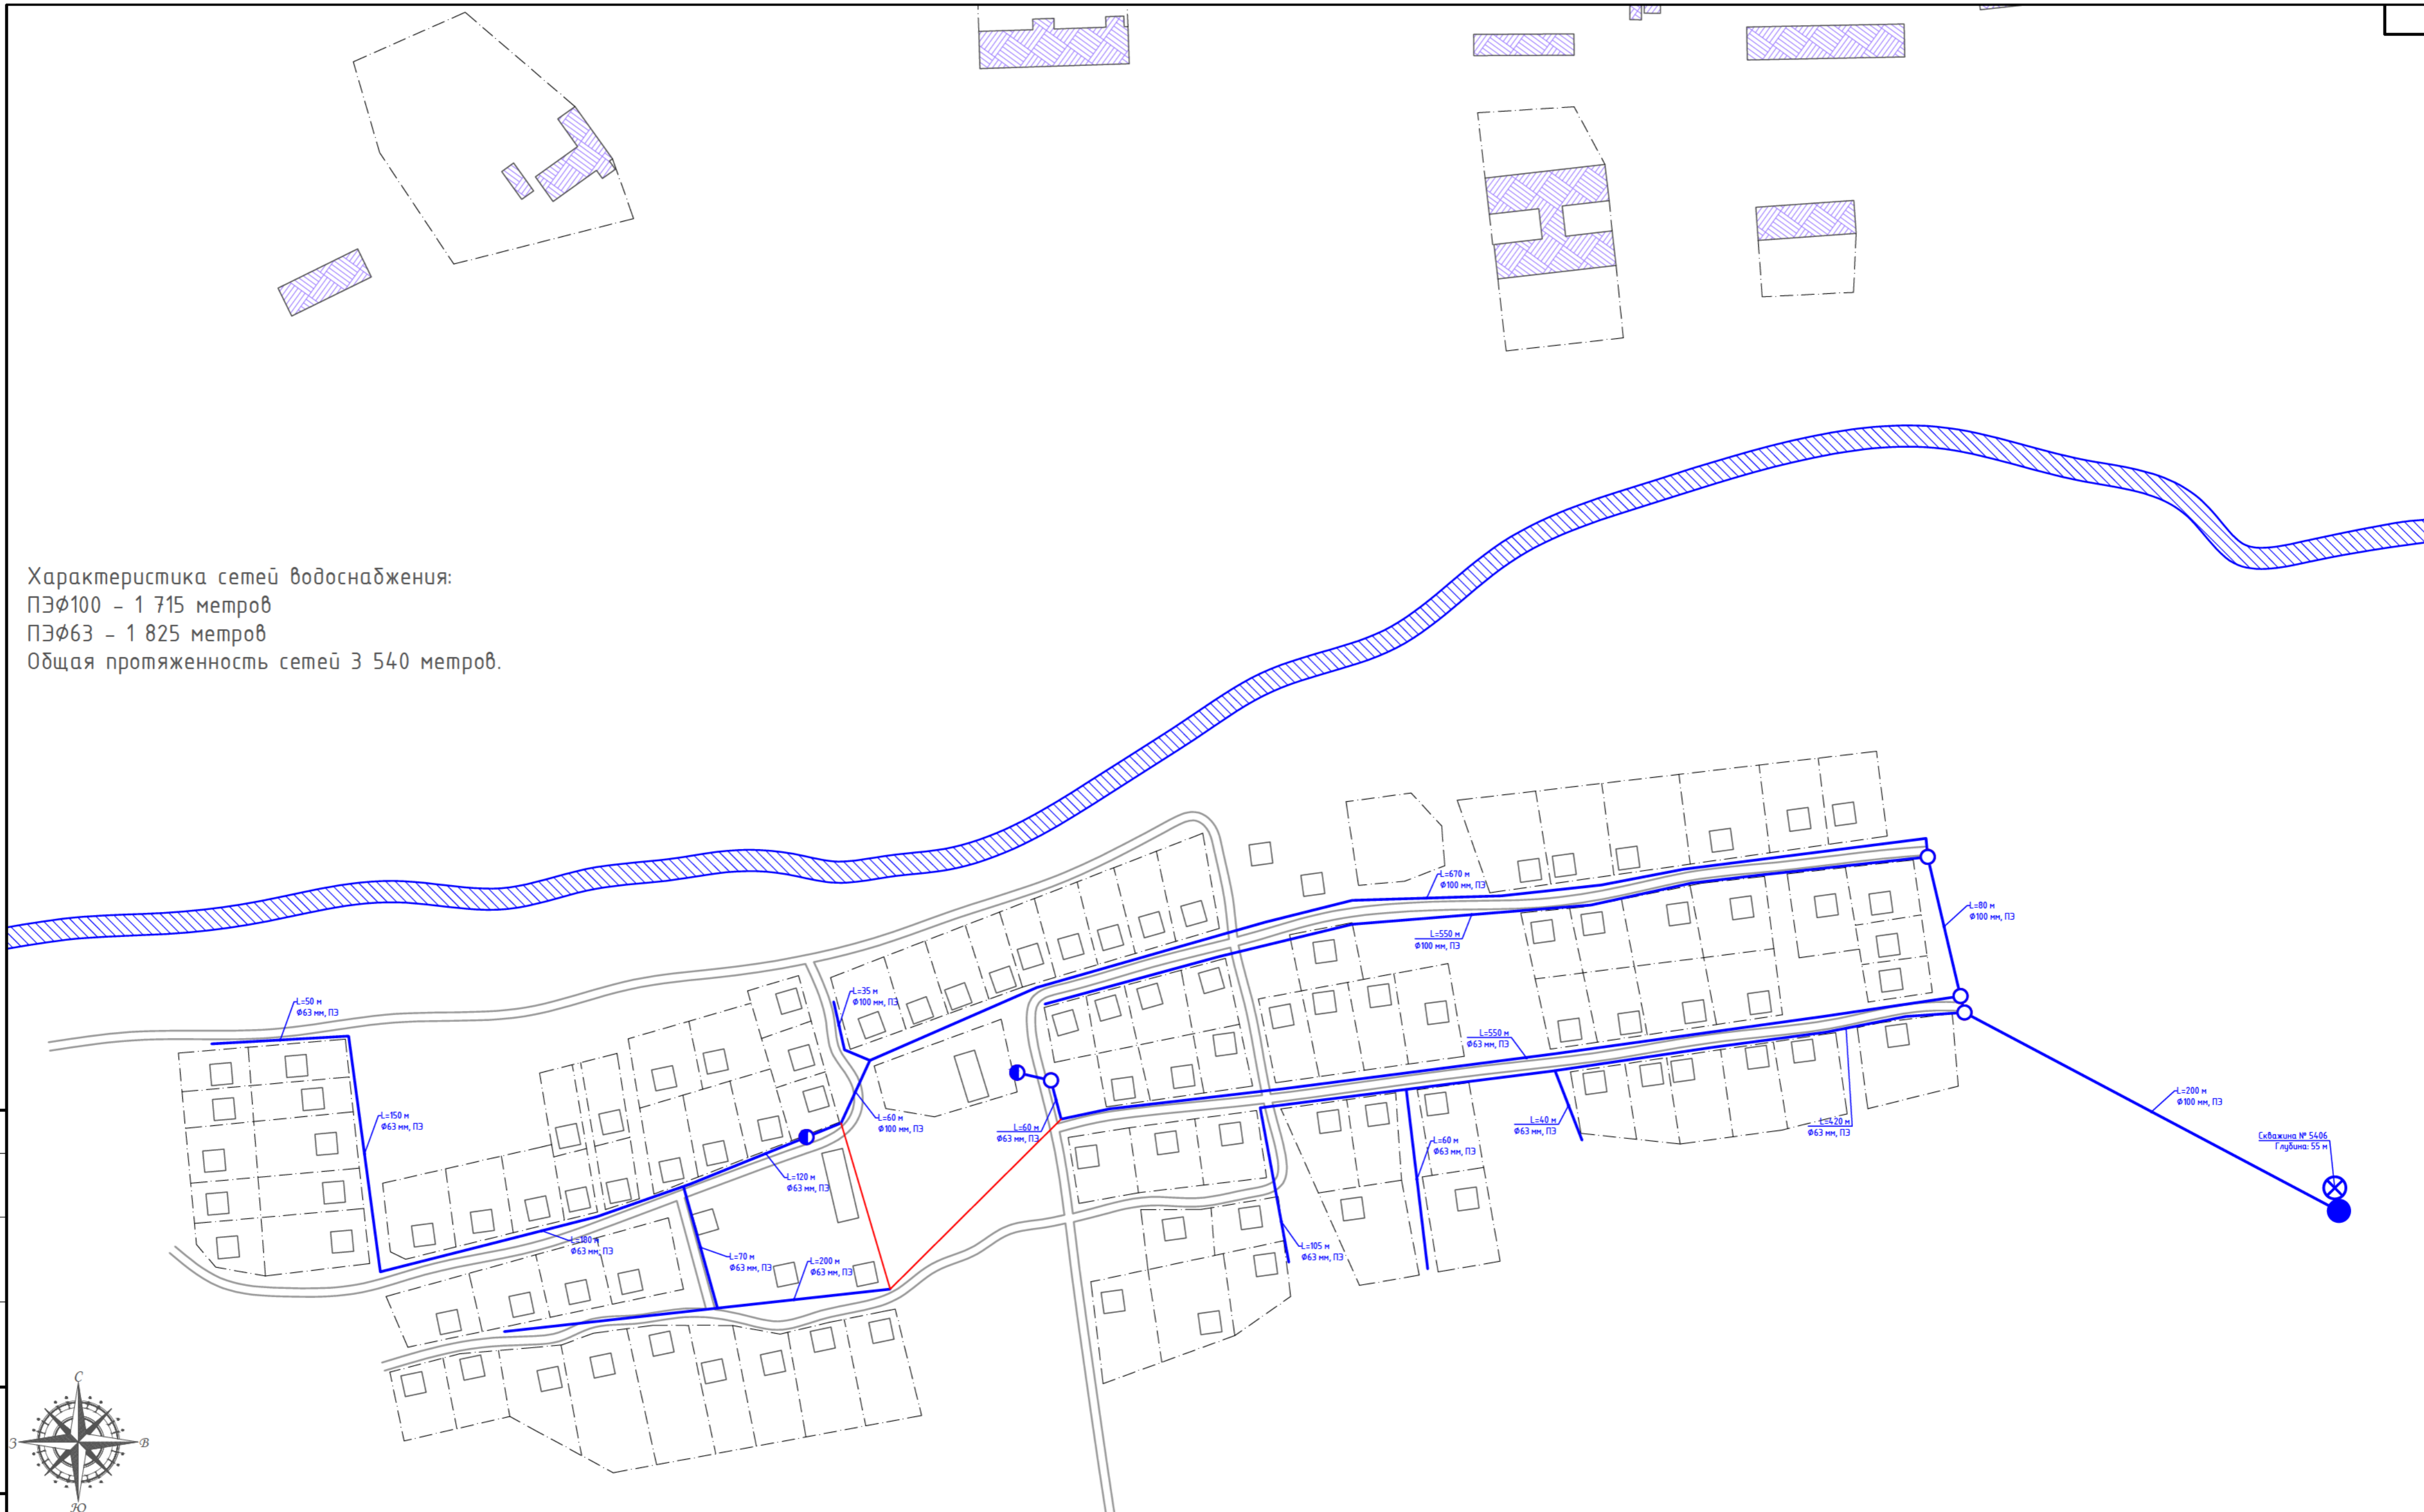 Характеристика сетей водоснабжения:
ПЭФ100 - 1 715 метров
ПЭФ63 - 1 825 метров
Общая протяженность сетей 3 540 метров.
L=670 м
Ф100 мм, ПЭ
L=80 м
Ф100 мм, ПЭ
L=550 м
Ф100 мм, ПЭ
L=35 м
Ф100 мм, ПЭ
L=50 м
Ф63 мм, ПЭ
L=550 м
Ф63 мм, ПЭ
L=200 м
Ф100 мм, ПЭ
L=150 м
Ф63 мм, ПЭ
L=60 м
Ф100 мм, ПЭ
L=60 м
Ф63 мм, ПЭ
L=40 м
Ф63 мм, ПЭ
L=420 м
Ф63 мм, ПЭ
L=60 м
Ф63 мм, ПЭ
Скважина № 5406
Глубина: 55 м
L=120 м
Ф63 мм, ПЭ
L=180 м
Ф63 мм, ПЭ
L=70 м
Ф63 мм, ПЭ
L=200 м
Ф63 мм, ПЭ
L=105 м
Ф63 мм, ПЭ
С
З
В
Ю